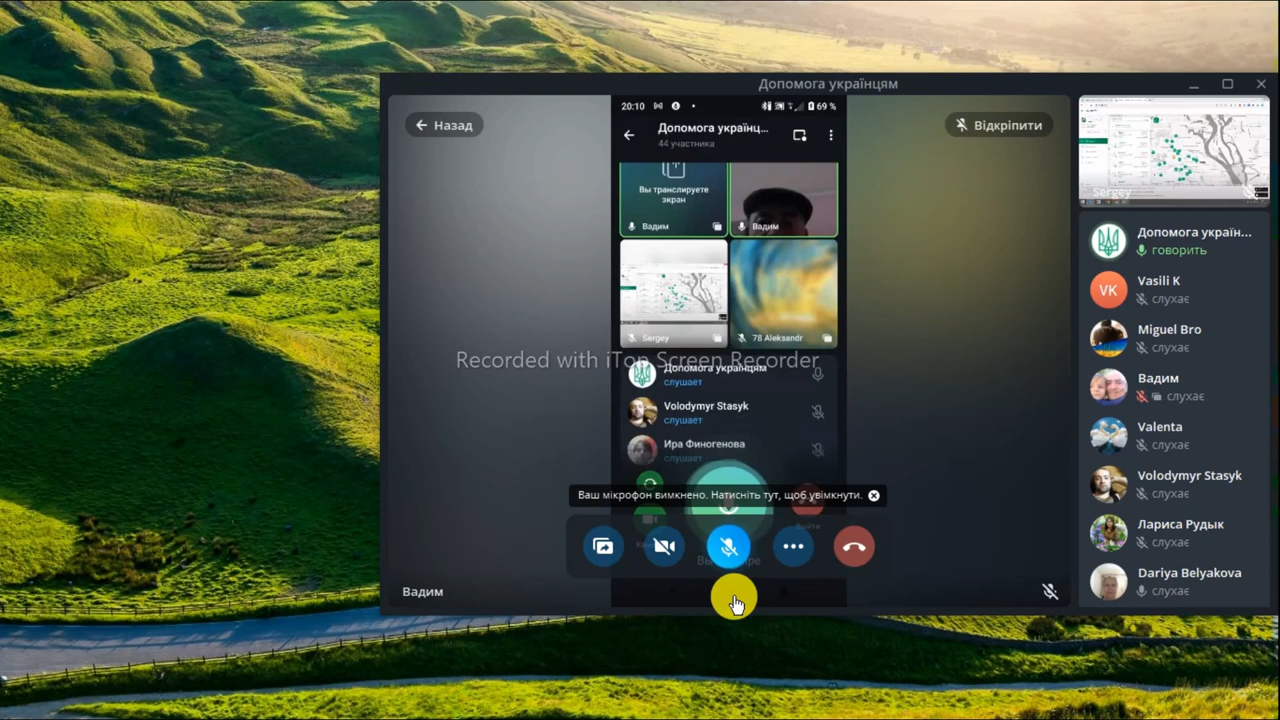 Допомога українцям
Назад
Відкріпити
20:10
69 %
Допомога українц...
44 участника
Вы транслируете
экран
Вадим
Вадим
Sergey
78 Aleksandr
Recorded with iTop Screen Recorder
Допомога українцям
слушает
Volodymyr Stasyk
слушает
Ира Финогенова
слушает
Ваш мікрофон вимкнено. Натисніть тут, щоб увімкнути.
Вадим
Sergey
Допомога україн...
говорить
VK
Vasili K
слухає
Miguel Bro
слухає
Вадим
слухає
Valenta
слухає
Volodymyr Stasyk
слухає
Лариса Рудык
слухає
Dariya Belyakova
слухає